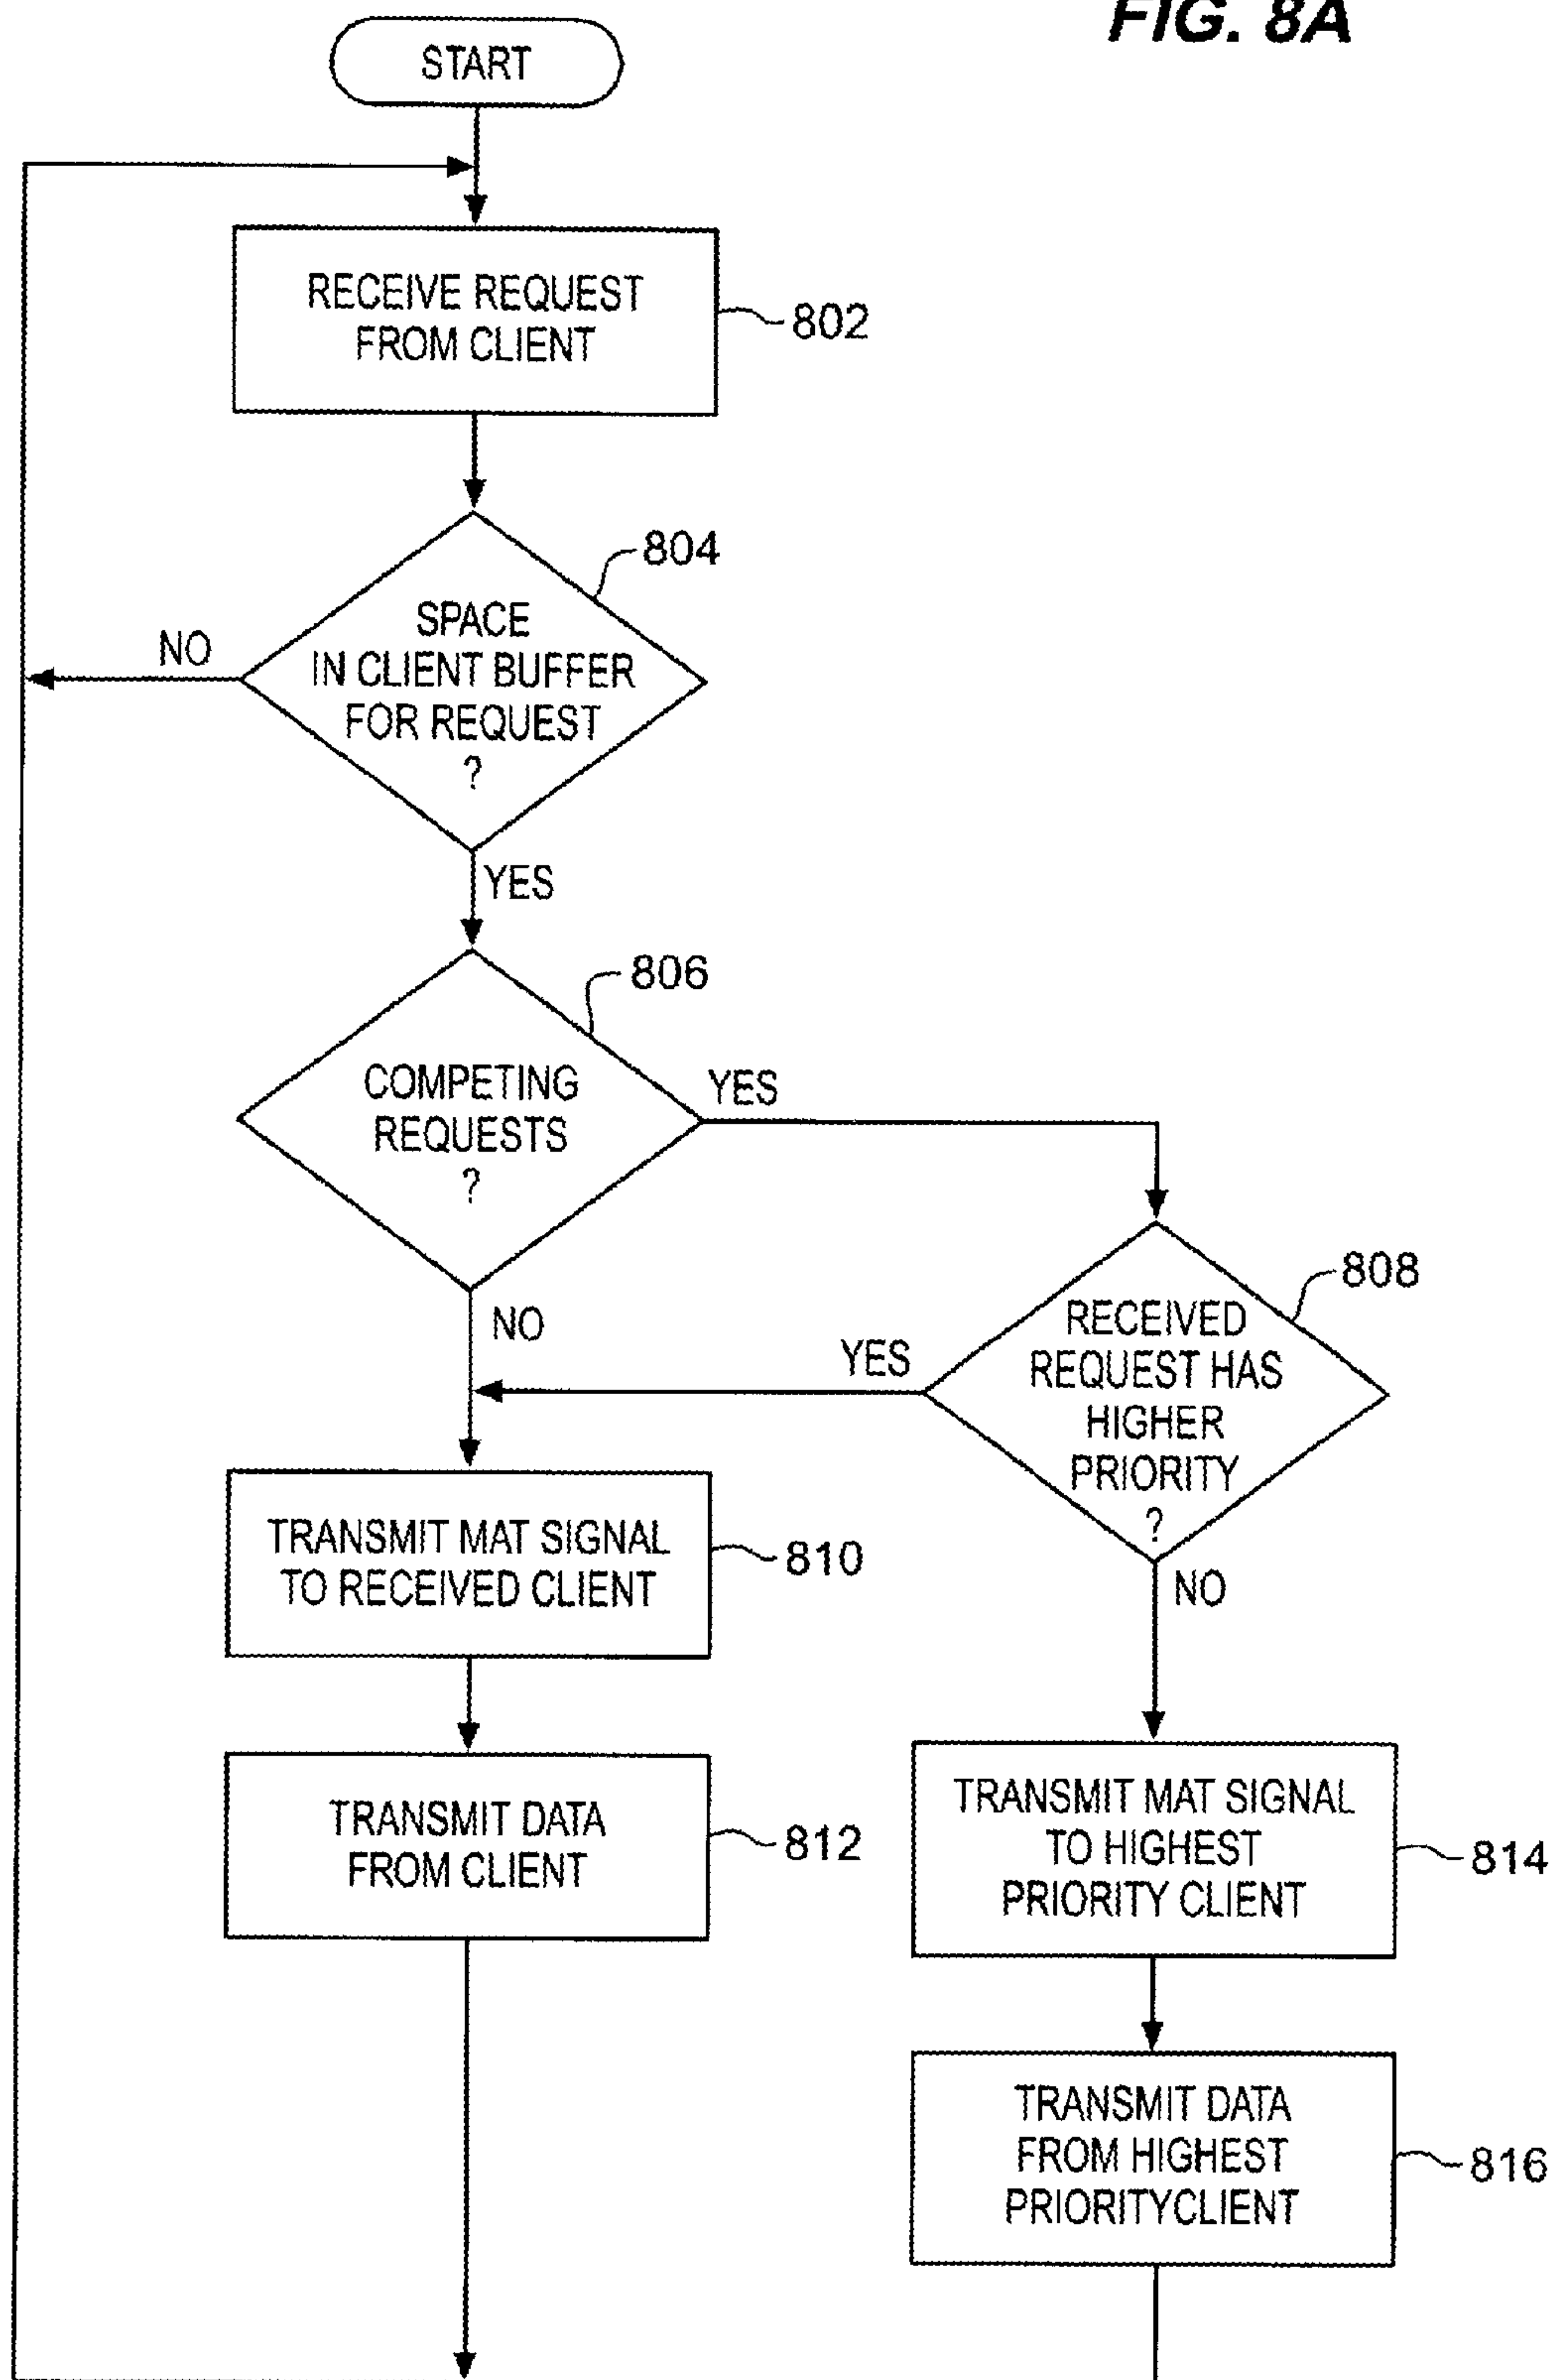 FIG. 8A
START
RECEIVE REQUEST
FROM CLIENT
802
804
SPACE
IN CLIENT BUFFER
FOR REQUEST
?
NO
YES
806
COMPETING
REQUESTS
?
YES
NO
808
RECEIVED
REQUEST HAS
HIGHER
PRIORITY
?
YES
NO
TRANSMIT MAT SIGNAL
TO RECEIVED CLIENT
810
TRANSMIT DATA
FROM CLIENT
812
TRANSMIT MAT SIGNAL
TO HIGHEST
PRIORITY CLIENT
814
TRANSMIT DATA
FROM HIGHEST
PRIORITYCLIENT
816